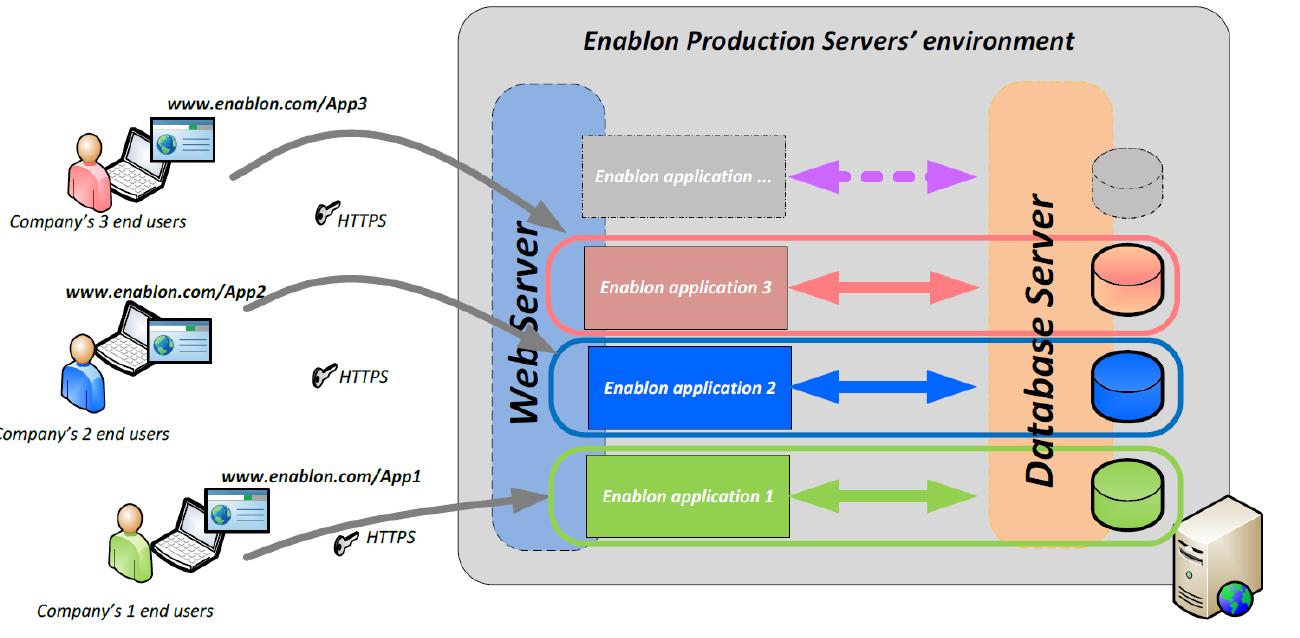 Enablon Production Servers' environment
www.enablon.com/App3
Enablon application ...
Company's 3 end users
HTTPS
Web Server
Database Server
Enablon application 3
www.enablon.com/App2
HTTPS
Enablon application 2
Company's 2 end users
www.enablon.com/App1
Enablon application 1
HTTPS
Company's 1 end users